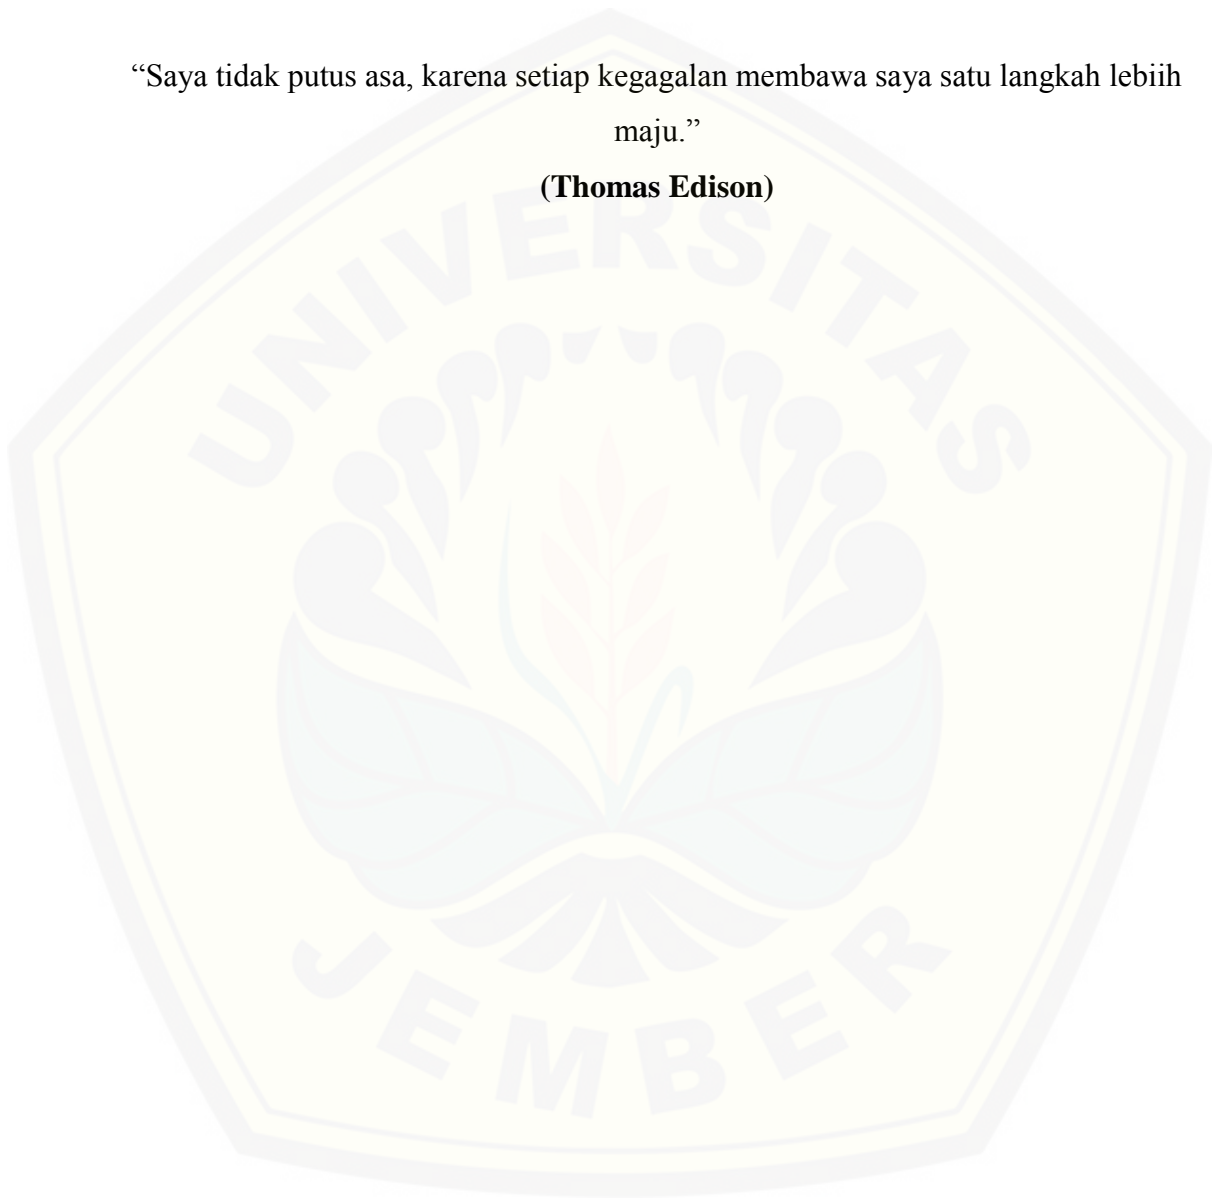 “Saya tidak putus asa, karena setiap kegagalan membawa saya satu langkah lebiih
maju.”
(Thomas Edison)
UNIVERSITAS
JEMBER